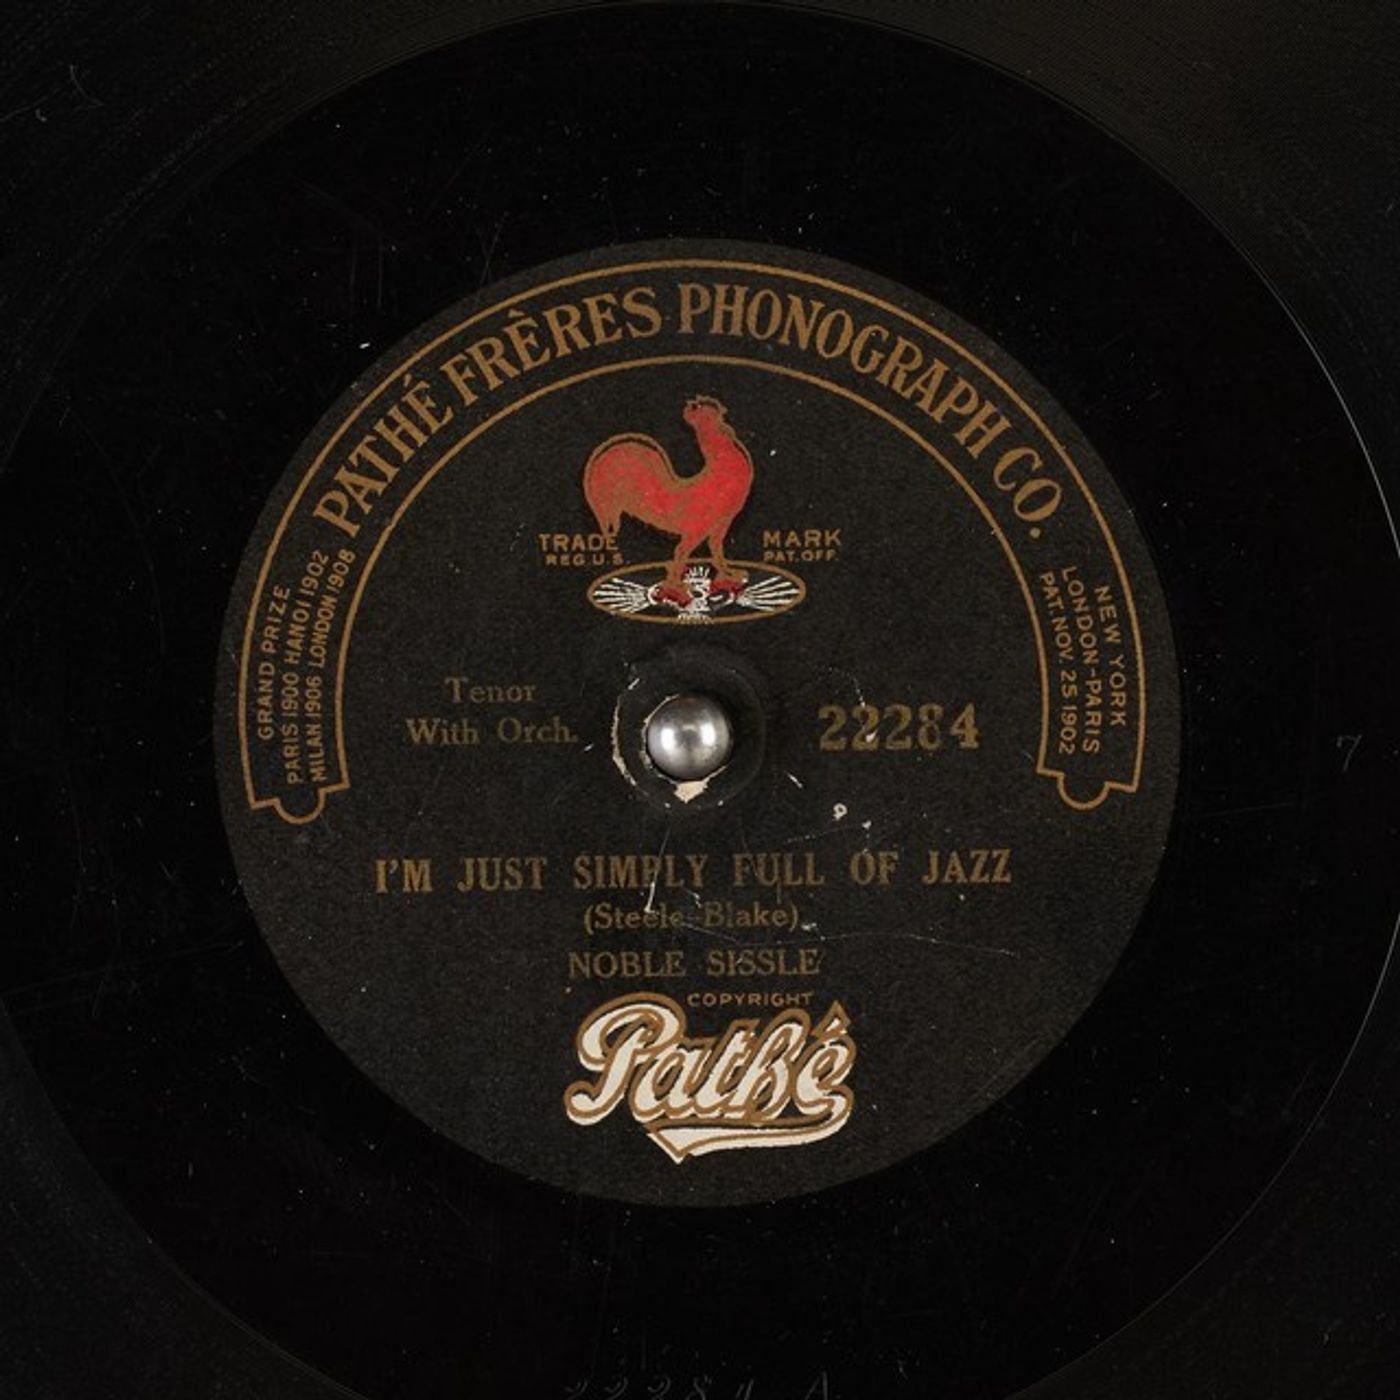 PATHÉ FRÈRES PHONOGRAPH CO.
GRAND PRIZE
PARIS 1900 HANOI 1902
MILAN 1906 LONDON 1908
NEW YORK
LONDON-PARIS
PAT. NOV. 25 1902
TRADE MARK
REG. U.S. PAT. OFF.
Tenor
With Orch.
22284
I'M JUST SIMPLY FULL OF JAZZ
(Steele-Blake)
NOBLE SISSLE
COPYRIGHT
Pathé
7
22284 A